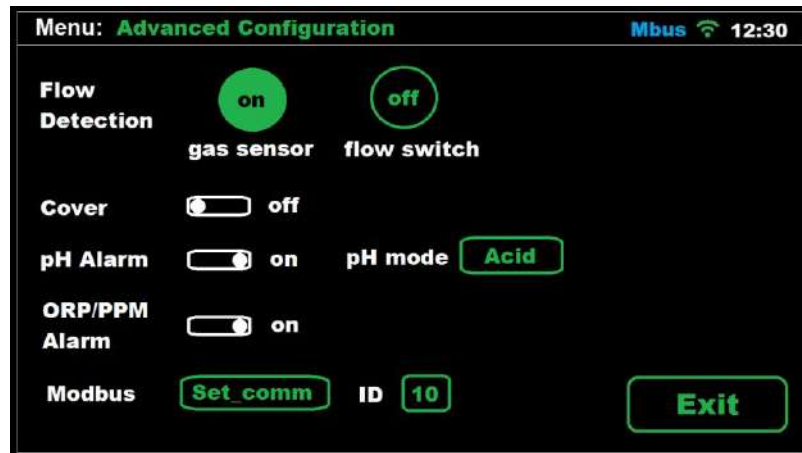 Menu: Advanced Configuration Mbus 12:30
Flow
Detection
on
off
gas sensor flow switch
Cover off
pH Alarm on pH mode Acid
ORP/PPM
Alarm
on
Modbus Set_comm ID 10
Exit